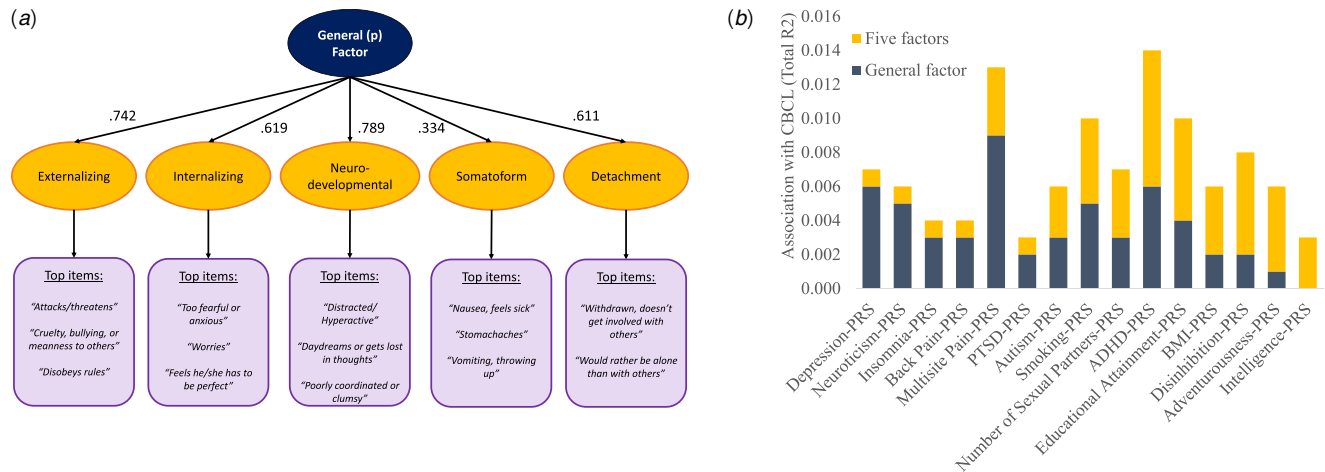 (a)
General (p)
Factor
.742
.619
.789
.334
.611
Externalizing
Internalizing
Neuro-
developmental
Somatoform
Detachment
Top items:
“Attacks/threatens”
“Cruelty, bullying, or
meanness to others”
“Disobeys rules”
Top items:
“Too fearful or
anxious”
“Worries”
“Feels he/she has to
be perfect”
Top items:
“Distracted/
Hyperactive”
“Daydreams or gets lost
in thoughts”
“Poorly coordinated or
clumsy”
Top items:
“Nausea, feels sick”
“Stomachaches”
“Vomiting, throwing
up”
Top items:
“Withdrawn, doesn’t
get involved with
others”
“Would rather be alone
than with others”
(b)
Association with CBCL (Total R2)
0.016
0.014
0.012
0.010
0.008
0.006
0.004
0.002
0.000
Five factors
General factor
Depression-PRS
Neuroticism-PRS
Insomnia-PRS
Back Pain-PRS
Multisite Pain-PRS
PTSD-PRS
Autism-PRS
Smoking-PRS
Number of Sexual Partners-PRS
ADHD-PRS
Educational Attainment-PRS
BMI-PRS
Disinhbition-PRS
Adventurousness-PRS
Intelligence-PRS